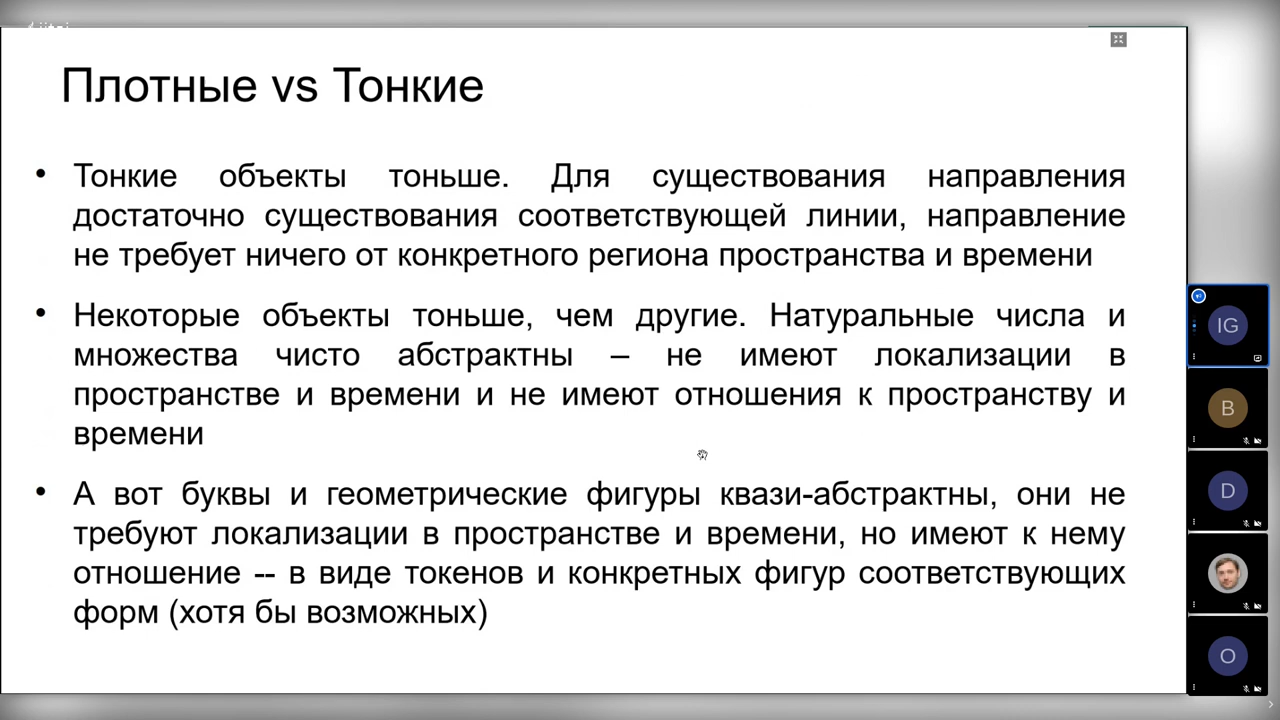 Плотные vs Тонкие
• Тонкие объекты тоньше. Для существования направления
достаточно существования соответствующей линии, направление
не требует ничего от конкретного региона пространства и времени
• Некоторые объекты тоньше, чем другие. Натуральные числа и
множества чисто абстрактны – не имеют локализации в
пространстве и времени и не имеют отношения к пространству и
времени
• А вот буквы и геометрические фигуры квази-абстрактны, они не
требуют локализации в пространстве и времени, но имеют к нему
отношение -- в виде токенов и конкретных фигур соответствующих
форм (хотя бы возможных)
IG
B
D
O